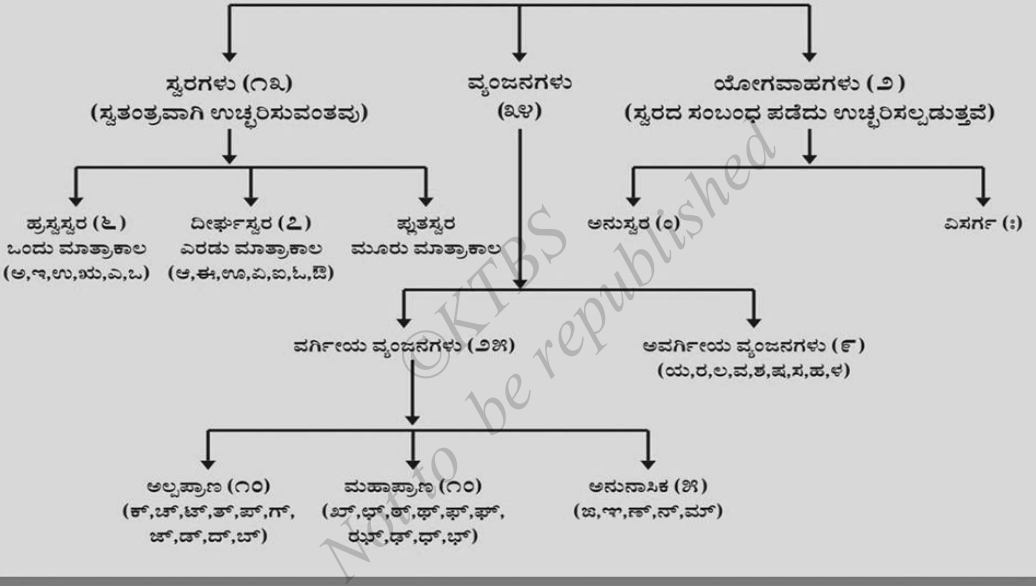 ಸ್ವರಗಳು (೧೩)
(ಸ್ವತಂತ್ರವಾಗಿ ಉಚ್ಛರಿಸುವಂತವು)
ವ್ಯಂಜನಗಳು
(೩೪)
ಯೋಗವಾಹಗಳು (೨)
(ಸ್ವರದ ಸಂಬಂಧ ಪಡೆದು ಉಚ್ಛರಿಸಲ್ಪಡುತ್ತವೆ)
ಹ್ರಸ್ವಸ್ವರ (೬)
ಒಂದು ಮಾತ್ರಾಕಾಲ
(ಅ,ಇ,ಉ,ಋ,ಎ,ಒ)
ದೀರ್ಘಸ್ವರ (೭)
ಎರಡು ಮಾತ್ರಾಕಾಲ
(ಆ,ಈ,ಊ,ಏ,ಐ,ಓ,ಔ)
ಪ್ಲುತಸ್ವರ
ಮೂರು ಮಾತ್ರಾಕಾಲ
ಅನುಸ್ವರ (ಂ)
ವಿಸರ್ಗ (ಃ)
ವರ್ಗೀಯ ವ್ಯಂಜನಗಳು (೨೫)
ಅವರ್ಗೀಯ ವ್ಯಂಜನಗಳು (೯)
(ಯ,ರ,ಲ,ವ,ಶ,ಷ,ಸ,ಹ,ಳ)
ಅಲ್ಪಪ್ರಾಣ (೧೦)
(ಕ್,ಚ್,ಟ್,ತ್,ಪ್,ಗ್,
ಜ್,ಡ್,ದ್,ಬ್)
ಮಹಾಪ್ರಾಣ (೧೦)
(ಖ್,ಛ್,ಠ್,ಥ್,ಫ್,ಘ್,
ಝ್,ಢ್,ಧ್,ಭ್)
ಅನುನಾಸಿಕ (೫)
(ಙ,ಞ,ಣ್,ನ್,ಮ್)
©KTBS
Not to be republished